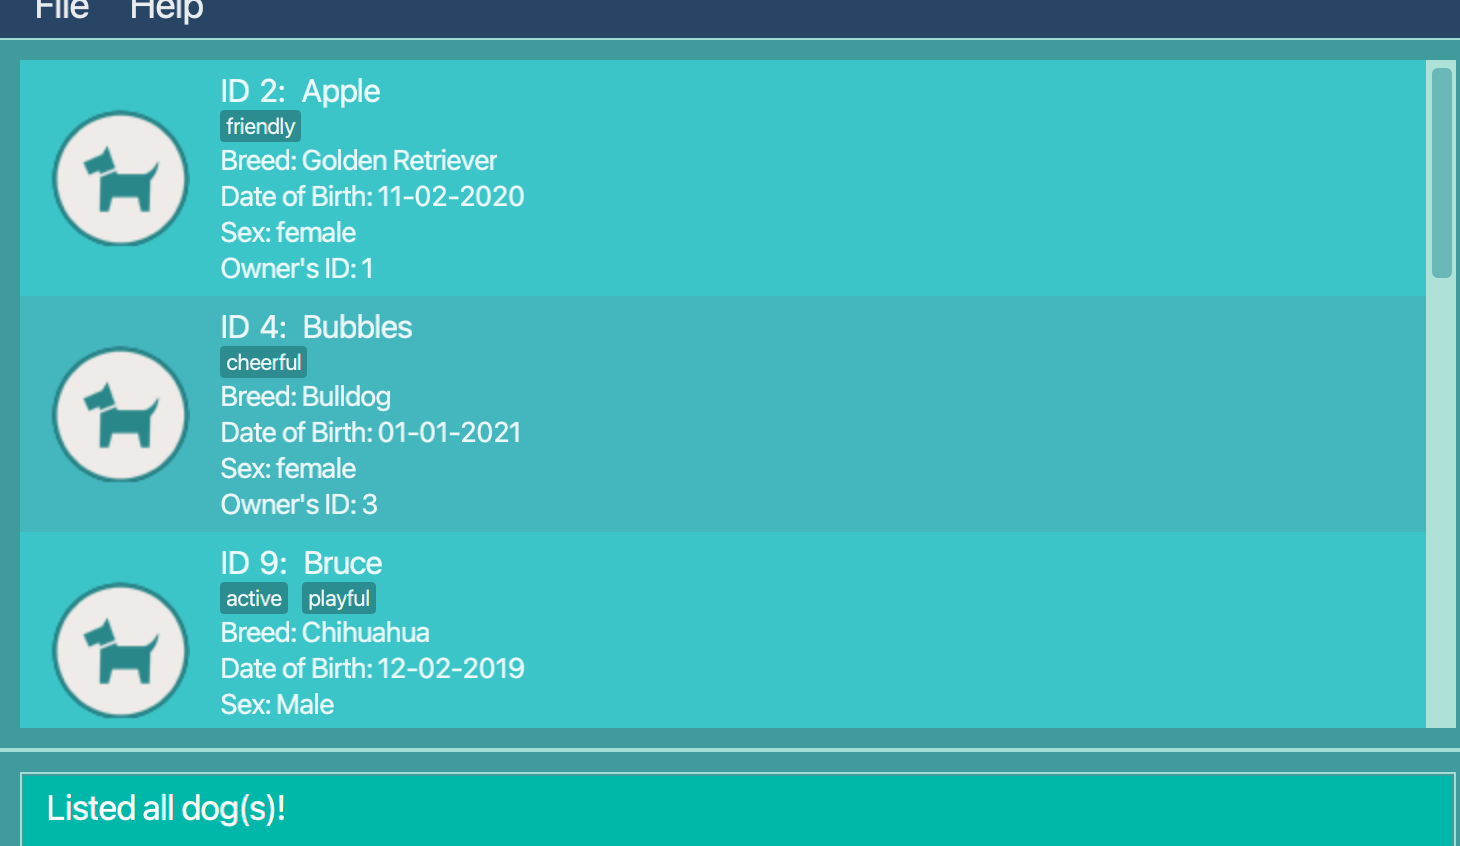 File Help
ID 2: Apple
friendly
Breed: Golden Retriever
Date of Birth: 11-02-2020
Sex: female
Owner's ID: 1
ID 4: Bubbles
cheerful
Breed: Bulldog
Date of Birth: 01-01-2021
Sex: female
Owner's ID: 3
ID 9: Bruce
active playful
Breed: Chihuahua
Date of Birth: 12-02-2019
Sex: Male
Listed all dog(s)!